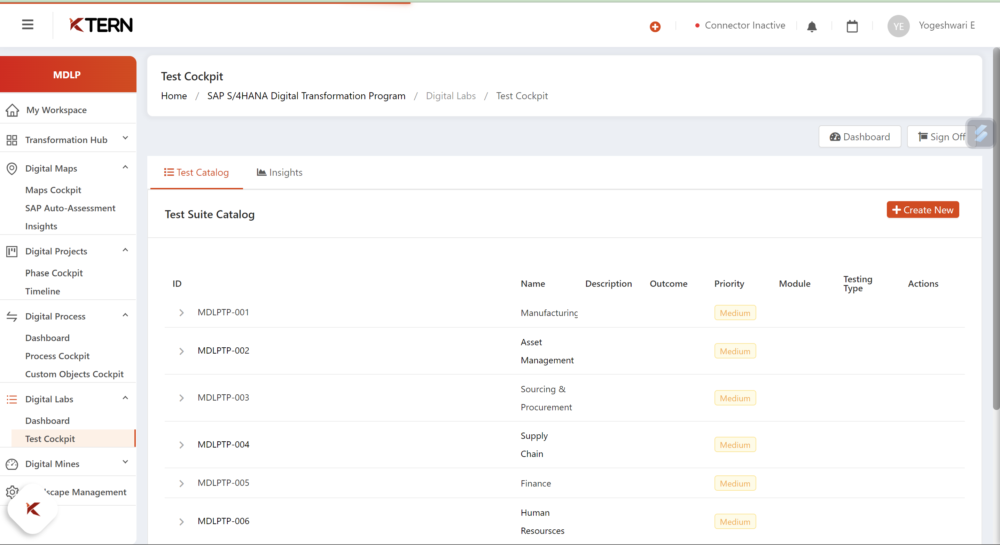 KTERN
Connector Inactive
YE
Yogeshwari E
MDLP
My Workspace
Transformation Hub
Digital Maps
Maps Cockpit
SAP Auto-Assessment
Insights
Digital Projects
Phase Cockpit
Timeline
Digital Process
Dashboard
Process Cockpit
Custom Objects Cockpit
Digital Labs
Dashboard
Test Cockpit
Digital Mines
Management
Test Cockpit
Home / SAP S/4HANA Digital Transformation Program / Digital Labs / Test Cockpit
Dashboard
Sign Off
Test Catalog
Insights
Test Suite Catalog
Create New
ID Name Description Outcome Priority Module Testing Type Actions
MDLPTP-001 Manufacturing Medium
MDLPTP-002 Asset Management Medium
MDLPTP-003 Sourcing & Procurement Medium
MDLPTP-004 Supply Chain Medium
MDLPTP-005 Finance Medium
MDLPTP-006 Human Resoursces Medium